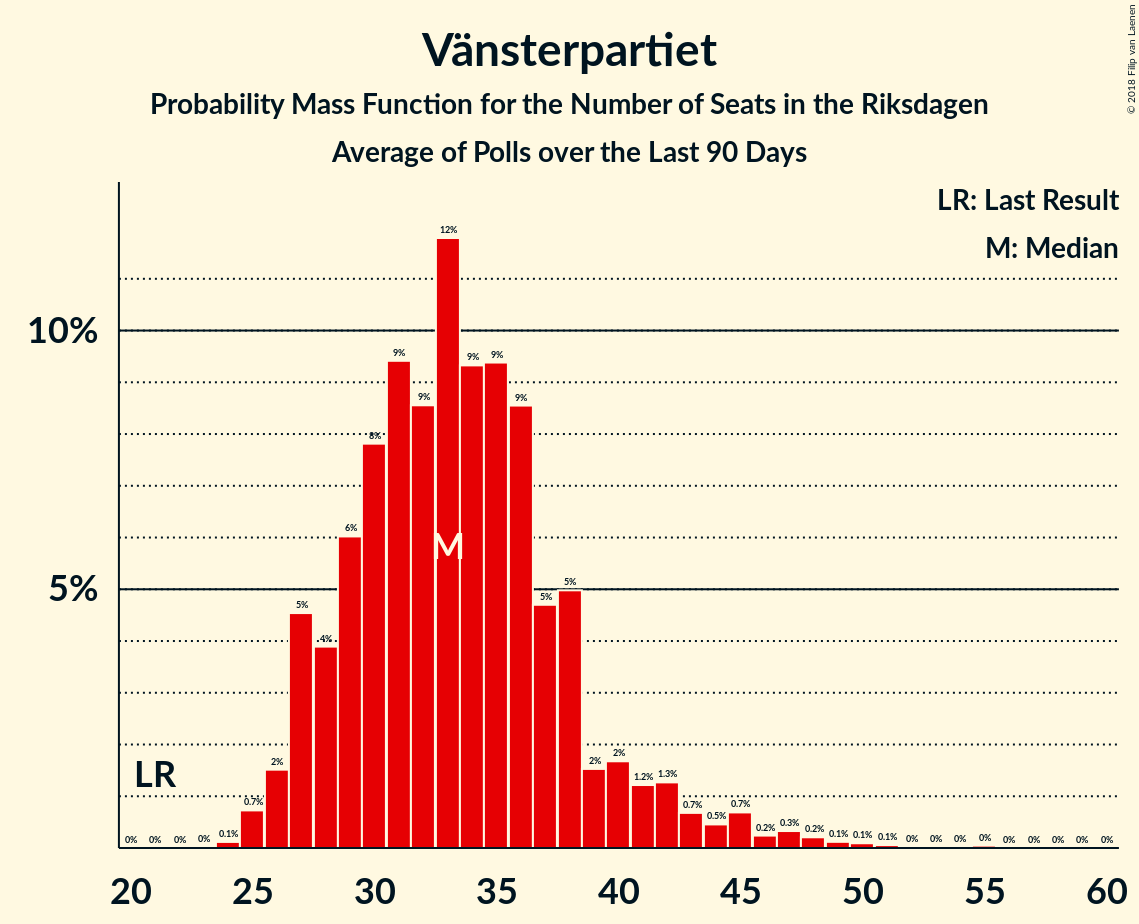 Vänsterpartiet
Probability Mass Function for the Number of Seats in the Riksdagen
Average of Polls over the Last 90 Days
© 2018 Filip van Laenen
LR: Last Result
M: Median
10%
5%
12%
9% 9% 9% 9% 9%
8%
6%
5% 4% 5% 5%
M
LR
0% 0% 0% 0% 0.1% 0.7% 2% 2% 2% 1.2% 1.3% 0.7% 0.5% 0.7% 0.2% 0.3% 0.2% 0.1% 0.1% 0.1% 0% 0% 0% 0% 0% 0% 0% 0% 0%
20 25 30 35 40 45 50 55 60